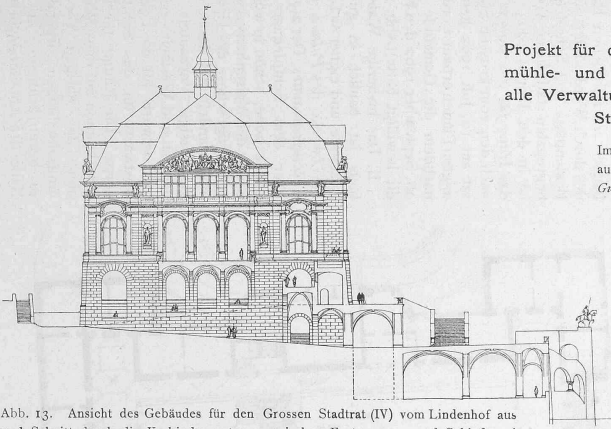 Projekt für
mühle- und
alle Verwaltu
St
Im
au
Gr
Abb. 13. Ansicht des Gebäudes für den Grossen Stadtrat (IV) vom Lindenhof aus